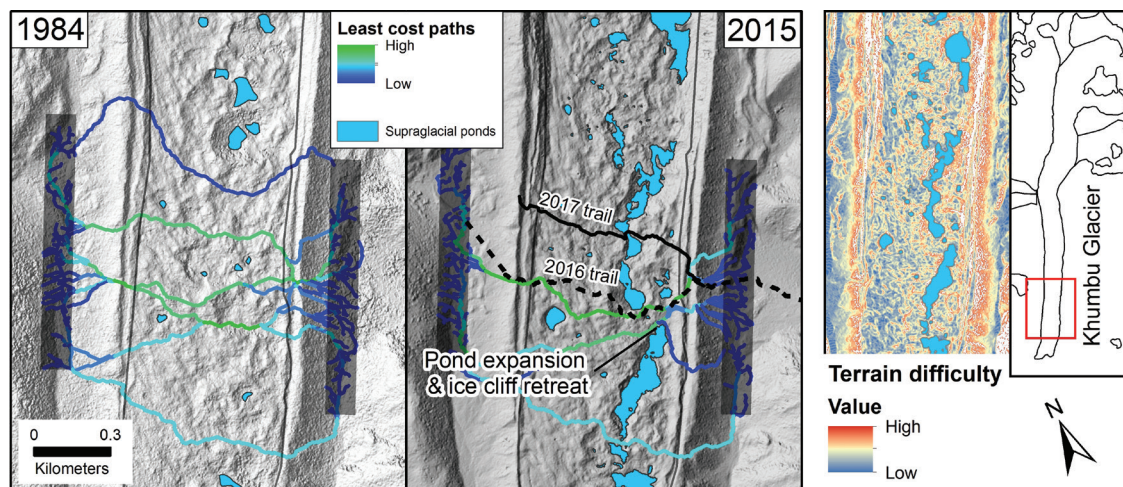 1984
Least cost paths
High
Low
Supraglacial ponds
2015
2017 trail
2016 trail
Pond expansion
& ice cliff retreat
0 0.3
Kilometers
Khumbu Glacier
Terrain difficulty
Value
High
Low
N